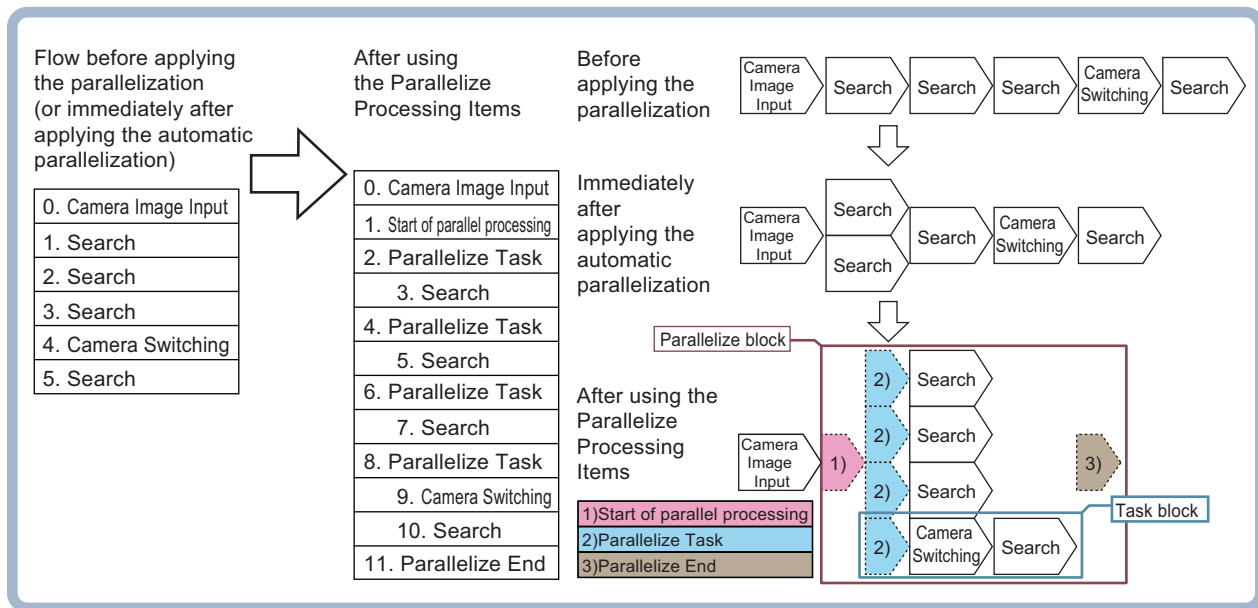 Flow before applying
the parallelization
(or immediately after
applying the automatic
parallelization)
0. Camera Image Input
1. Search
2. Search
3. Search
4. Camera Switching
5. Search
After using
the Parallelize
Processing Items
0. Camera Image Input
1. Start of parallel processing
2. Parallelize Task
3. Search
4. Parallelize Task
5. Search
6. Parallelize Task
7. Search
8. Parallelize Task
9. Camera Switching
10. Search
11. Parallelize End
Before
applying the
parallelization
Camera
Image
Input
Search
Search
Search
Camera
Switching
Search
Immediately
after
applying the
automatic
parallelization
Camera
Image
Input
Search
Search
Search
Camera
Switching
Search
Parallelize block
After using the
Parallelize
Processing
Items
Camera
Image
Input
1)
2)
Search
2)
Search
2)
Search
2)
Camera
Switching
Search
3)
Task block
1)Start of parallel processing
2)Parallelize Task
3)Parallelize End